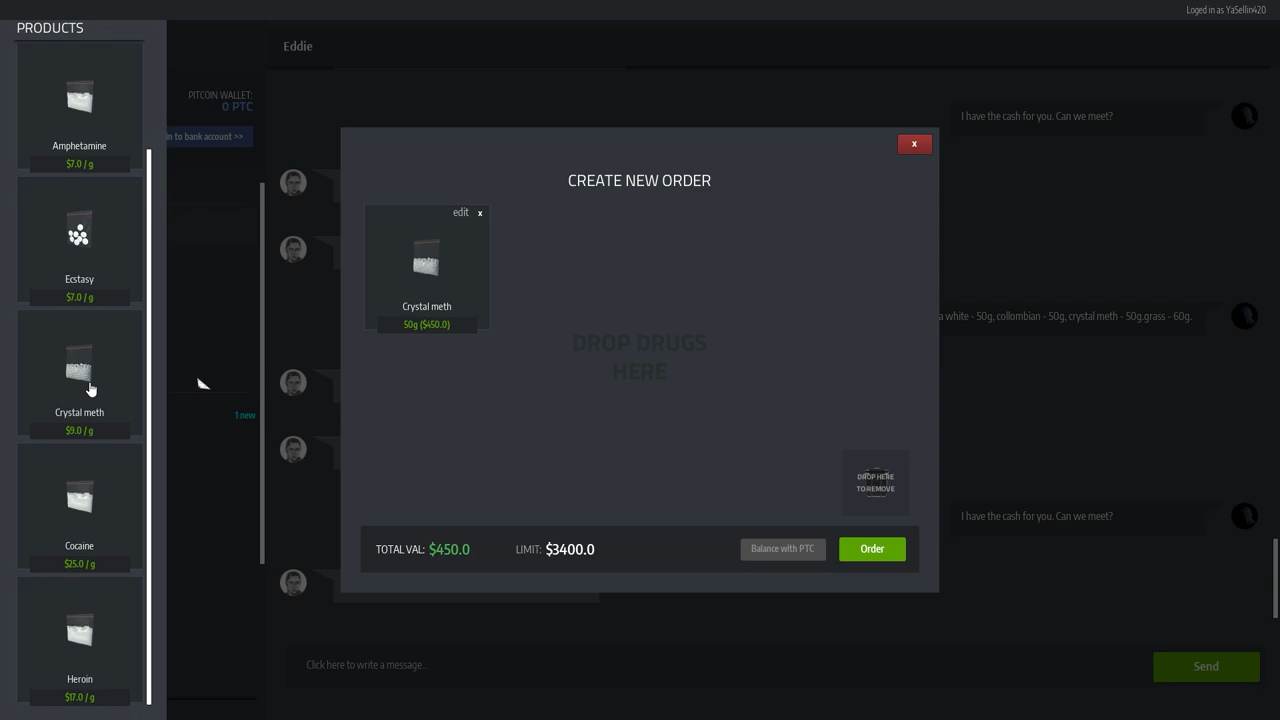 Loged in as YaSellin420
PRODUCTS
Amphetamine
$7.0 / g
Ecstasy
$7.0 / g
Crystal meth
$9.0 / g
Cocaine
$25.0 / g
Heroin
$17.0 / g
PITCOIN WALLET:
0 PTC
to bank account >>
1 new
Eddie
I have the cash for you. Can we meet?
a white - 50g, collombian - 50g, crystal meth - 50g.grass - 60g.
I have the cash for you. Can we meet?
x
CREATE NEW ORDER
edit x
Crystal meth
50g ($450.0)
DROP DRUGS
HERE
DROP HERE
TO REMOVE
TOTAL VAL: $450.0 LIMIT: $3400.0
Balance with PTC
Order
Click here to write a message...
Send